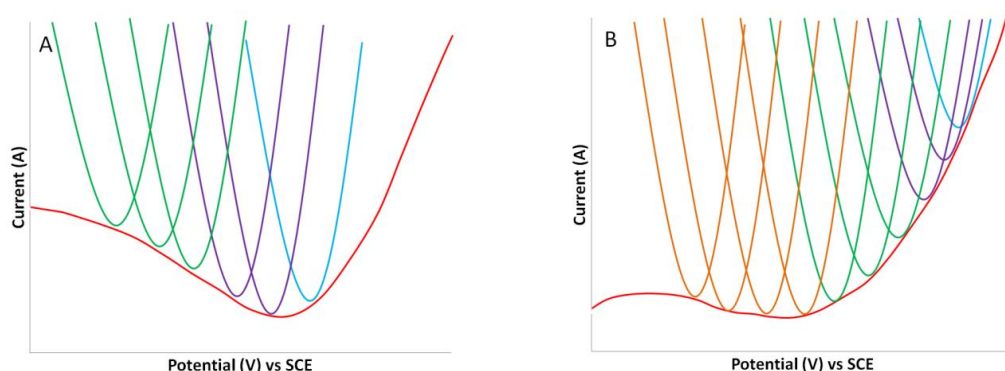 A
Current (A)
Potential (V) vs SCE
B
Current (A)
Potential (V) vs SCE